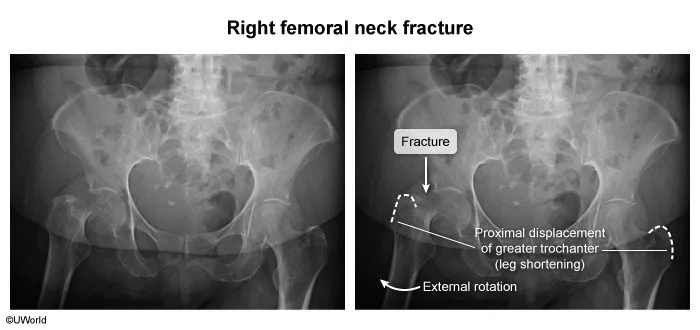 Right femoral neck fracture
Fracture
Proximal displacement
of greater trochanter
(leg shortening)
External rotation
©UWorld